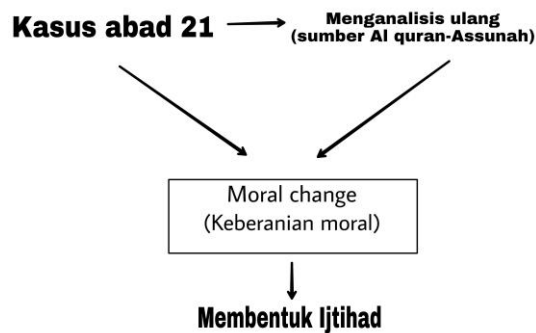 Kasus abad 21
Menganalisis ulang
(sumber Al quran-Assunah)
Moral change
(Keberanian moral)
Membentuk Ijtihad